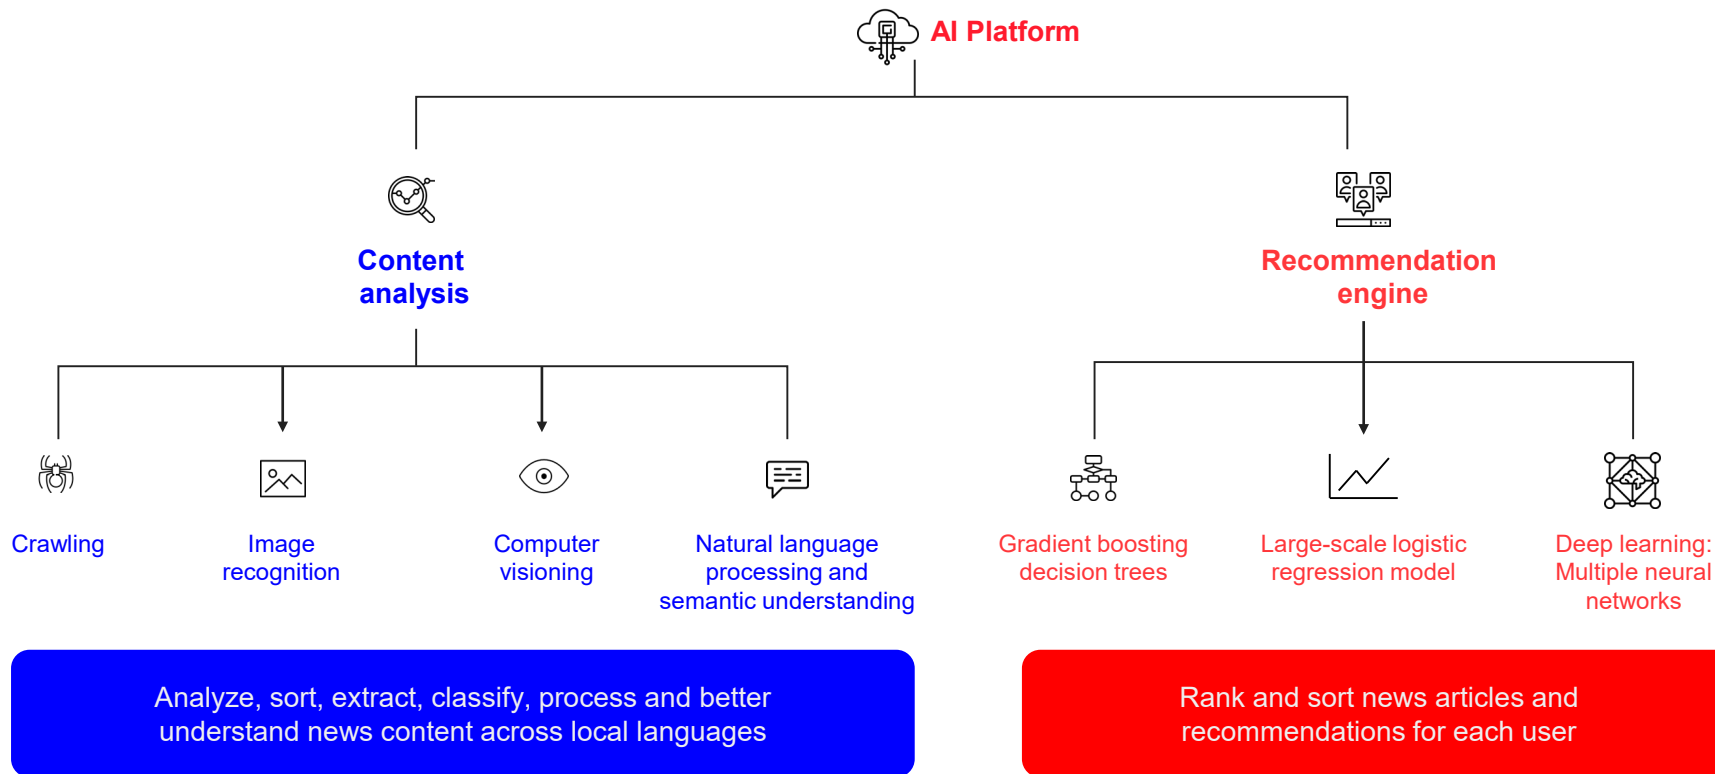 AI Platform
Content
analysis
Recommendation
engine
Crawling
Image
recognition
Computer
visioning
Natural language
processing and
semantic understanding
Gradient boosting
decision trees
Large-scale logistic
regression model
Deep learning:
Multiple neural
networks
Analyze, sort, extract, classify, process and better
understand news content across local languages
Rank and sort news articles and
recommendations for each user